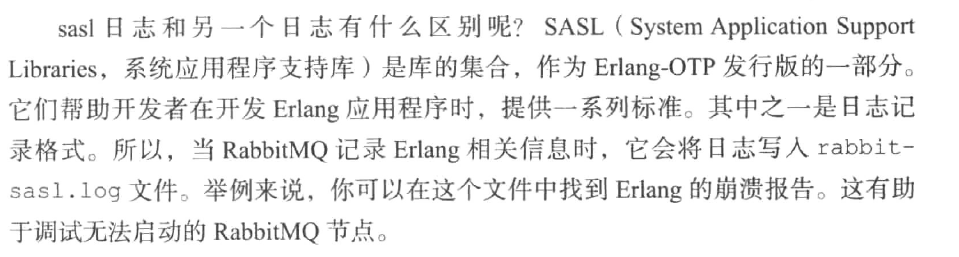 sasl 日志和另一个日志有什么区别呢？SASL（System Application Support
Libraries，系统应用程序支持库）是库的集合，作为 Erlang-OTP 发行版的一部分。
它们帮助开发者在开发 Erlang 应用程序时，提供一系列标准。其中之一是日志记
录格式。所以，当 RabbitMQ 记录 Erlang 相关信息时，它会将日志写入 rabbit-
sasl.log 文件。举例来说，你可以在这个文件中找到 Erlang 的崩溃报告。这有助
于调试无法启动的 RabbitMQ 节点。